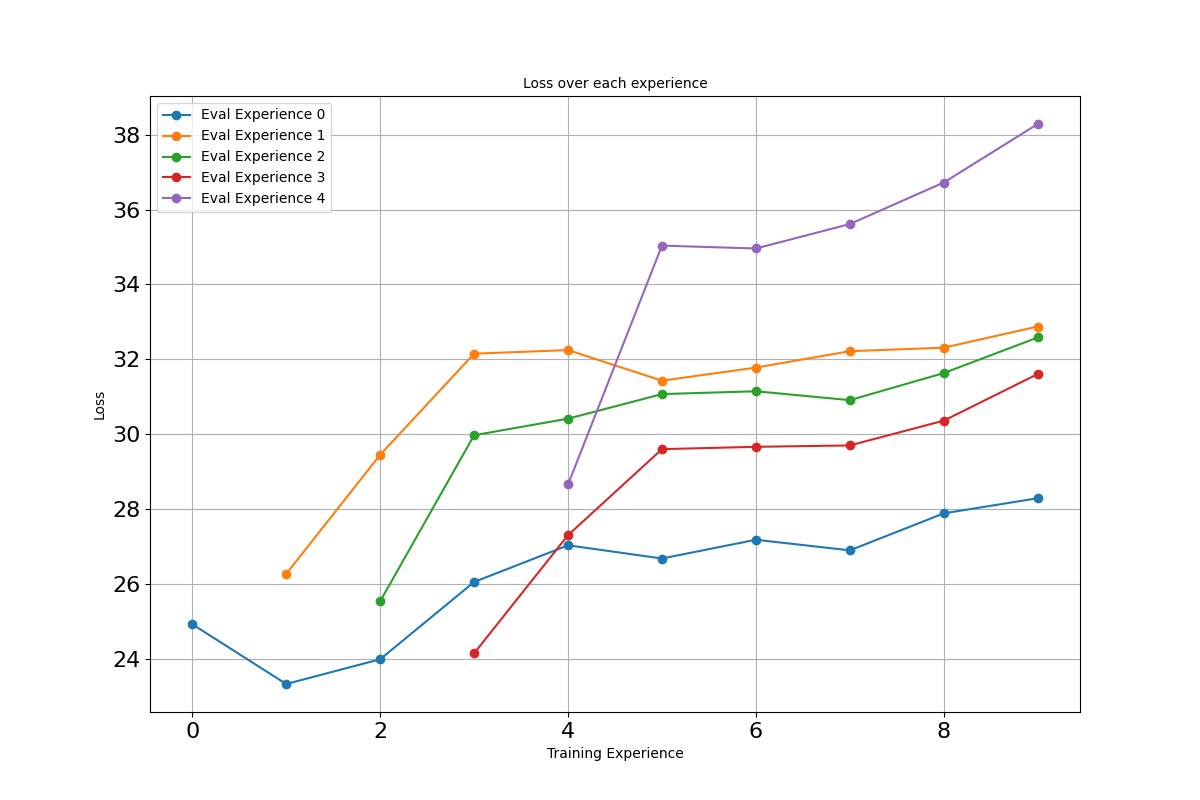 Loss over each experience
Eval Experience 0
Eval Experience 1
Eval Experience 2
Eval Experience 3
Eval Experience 4
38
36
34
32
30
28
26
24
Loss
0 2 4 6 8
Training Experience